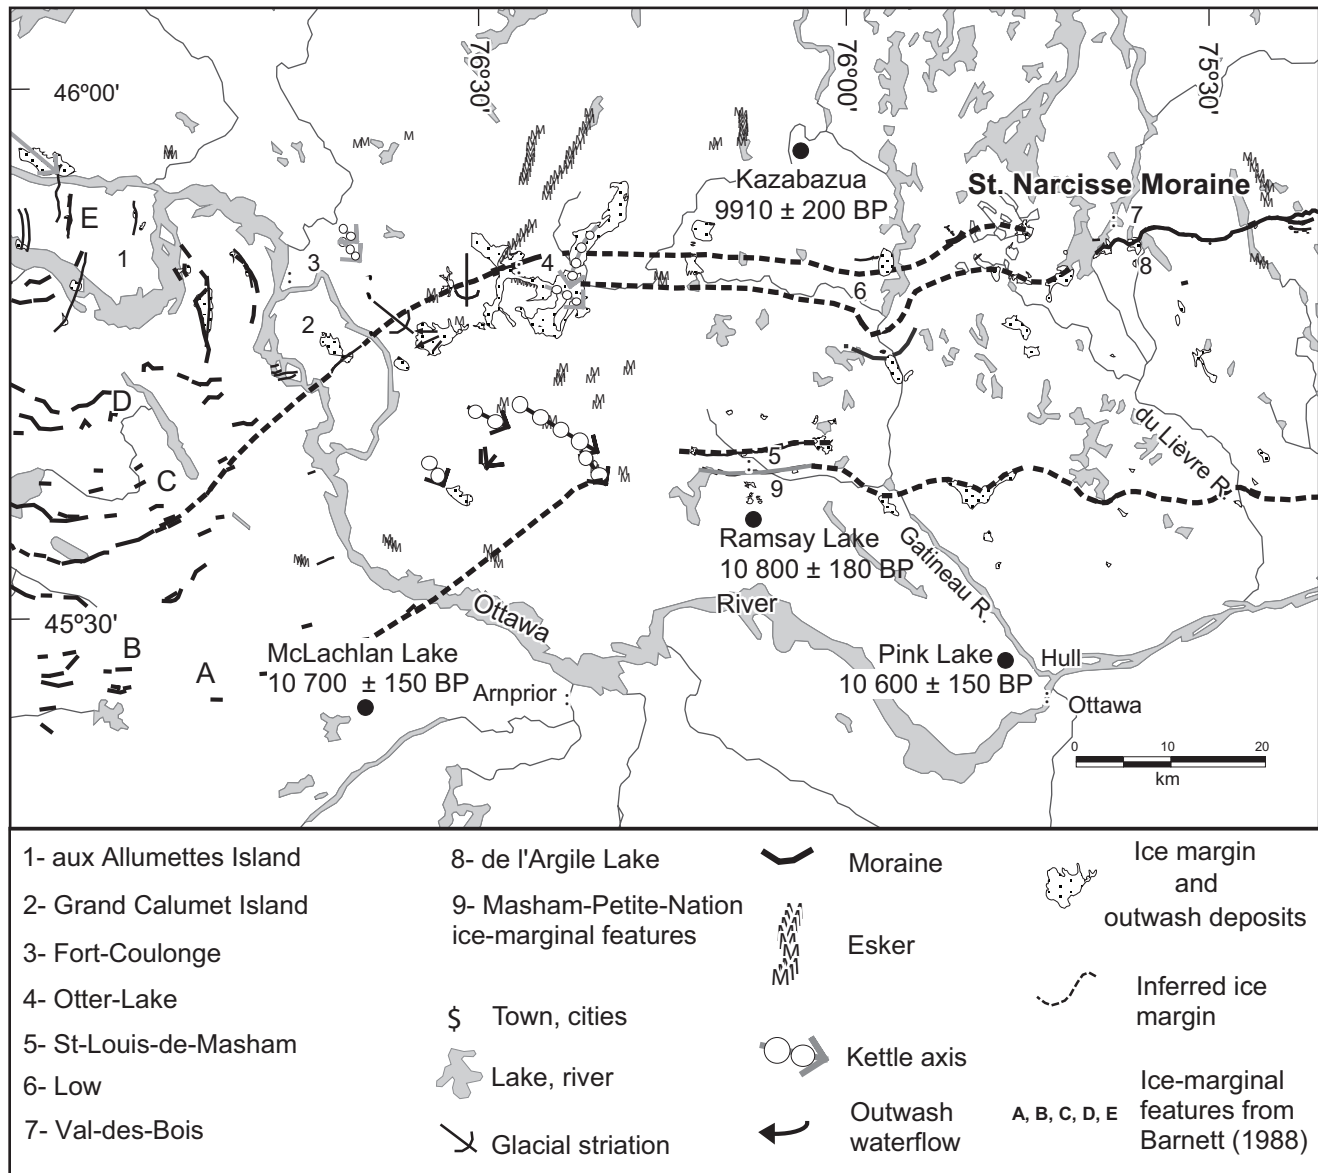 76º30'
76º00'
75º30'
46º00'
Kazabazua
9910 ± 200 BP
St. Narcisse Moraine
E
1
3
4
7
8
2
6
D
C
5
9
du Lièvre R.
Ramsay Lake
10 800 ± 180 BP
Gatineau R.
Ottawa
River
45º30'
B
A
McLachlan Lake
10 700 ± 150 BP
Arnprior
Pink Lake
10 600 ± 150 BP
Hull
Ottawa
0 10 20
km
1- aux Allumettes Island
2- Grand Calumet Island
3- Fort-Coulonge
4- Otter-Lake
5- St-Louis-de-Masham
6- Low
7- Val-des-Bois
8- de l'Argile Lake
9- Masham-Petite-Nation
ice-marginal features
$ Town, cities
Lake, river
Glacial striation
Moraine
Esker
Kettle axis
Outwash
waterflow
Ice margin
and
outwash deposits
Inferred ice
margin
A, B, C, D, E
Ice-marginal
features from
Barnett (1988)